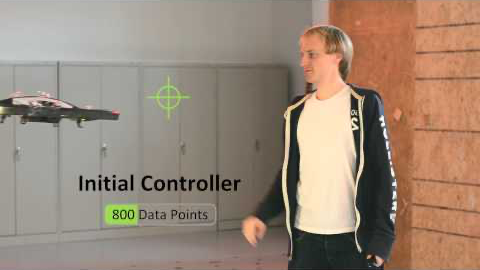 Initial Controller
800 Data Points